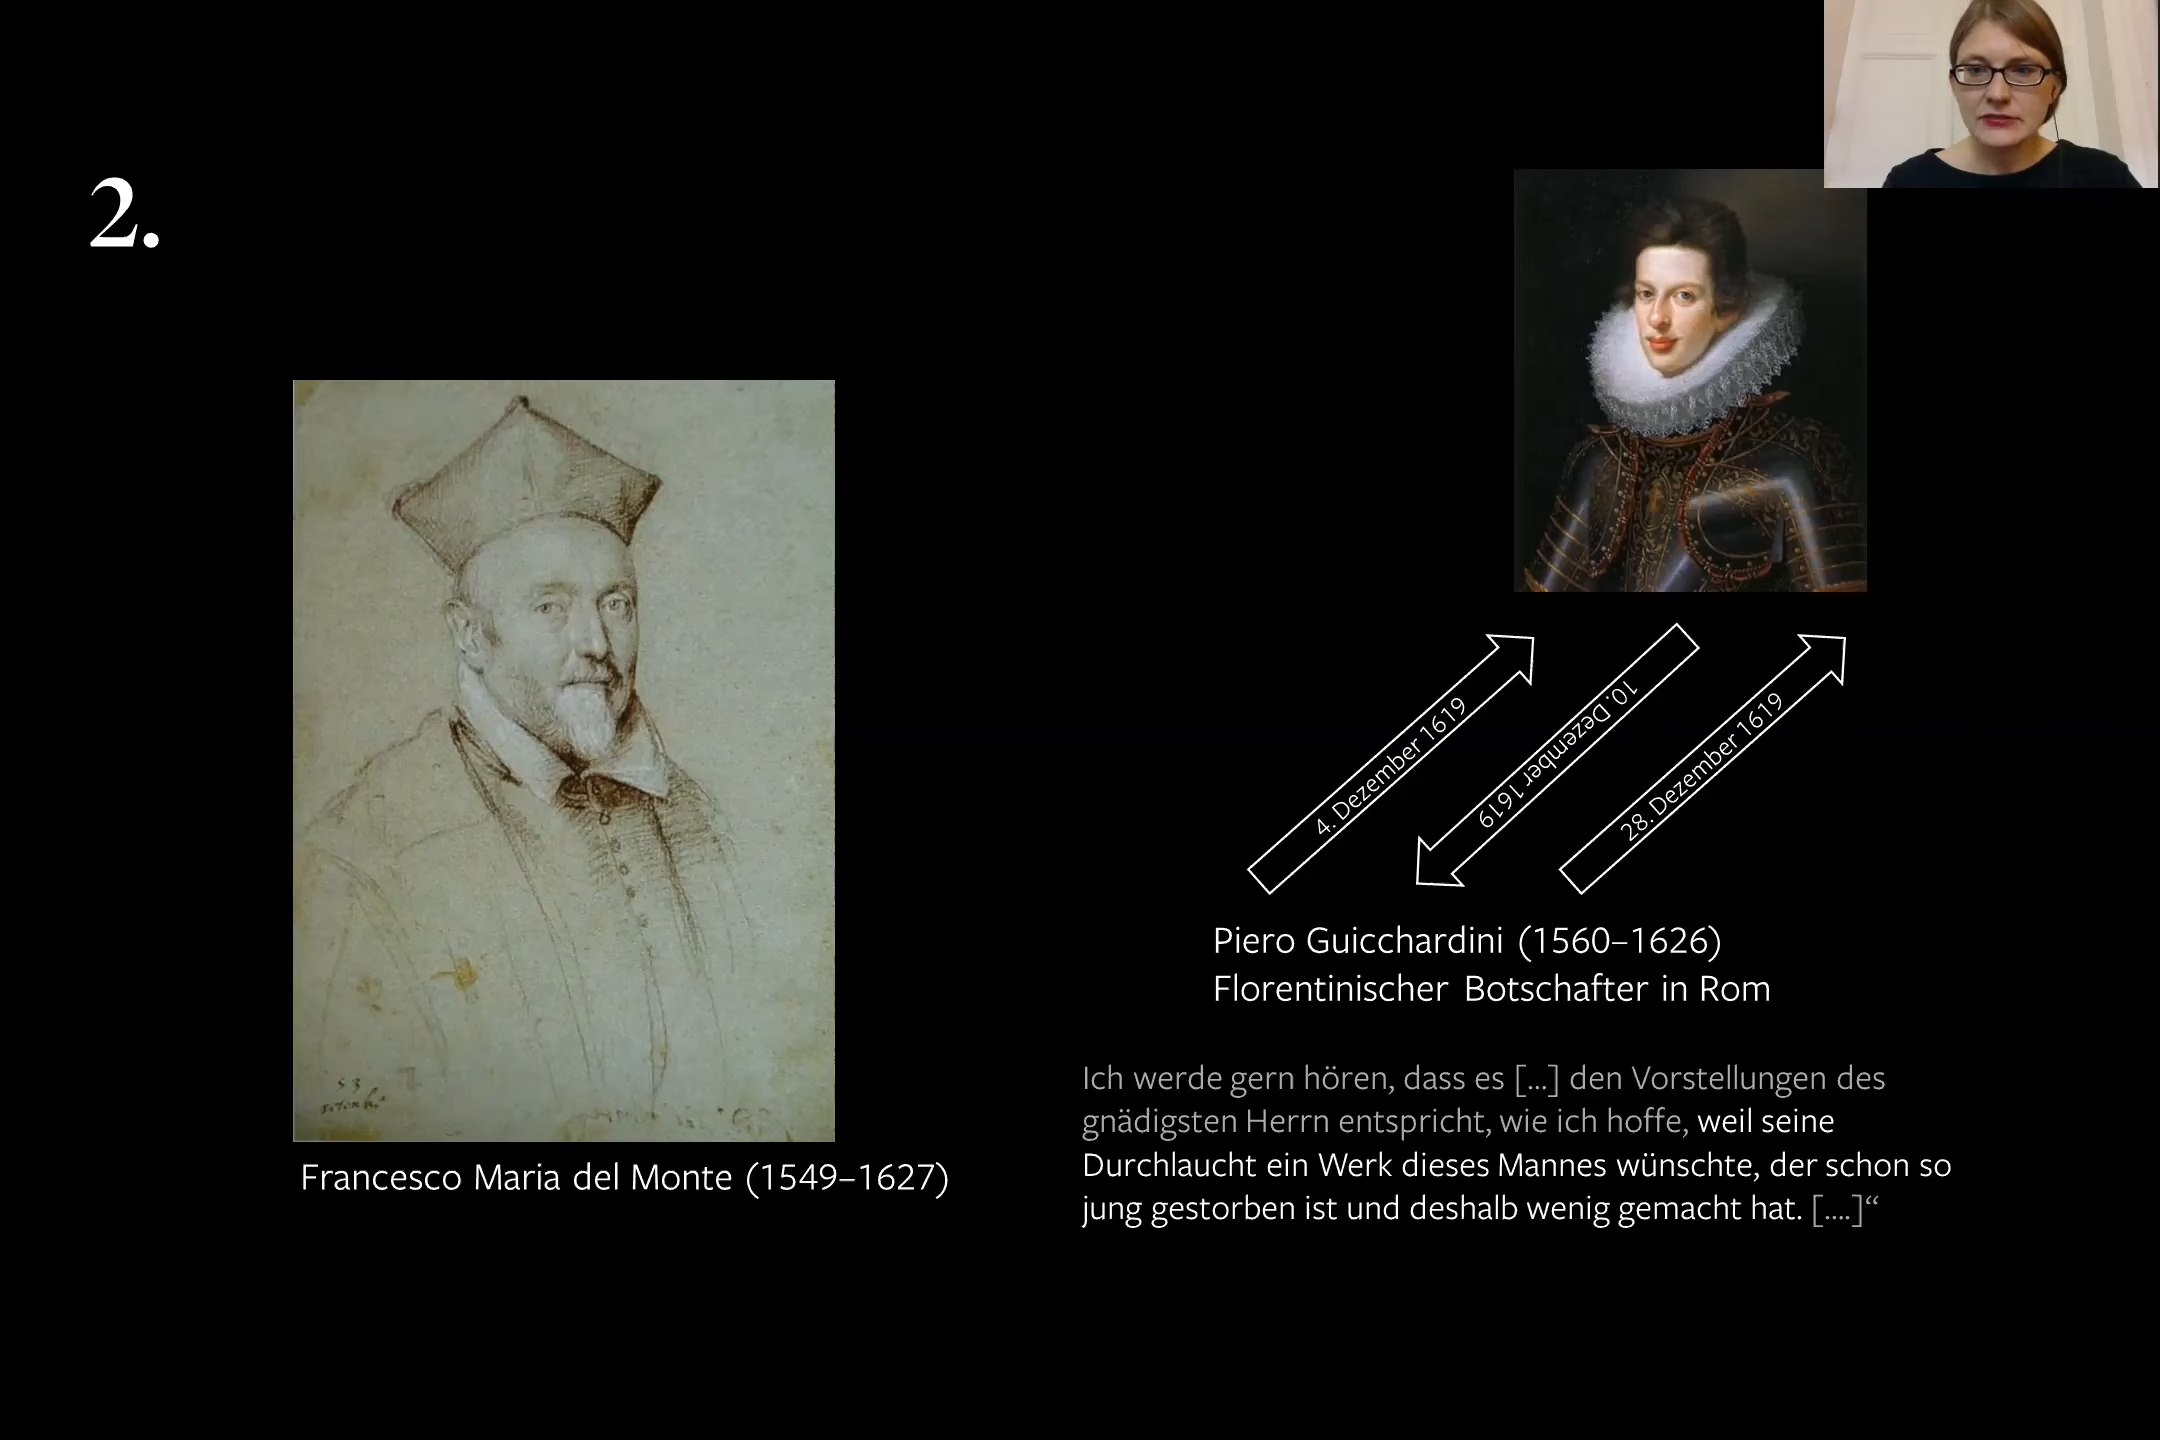 2.
4. Dezember 1619
10. Dezember 1619
28. Dezember 1619
Piero Guicchardini (1560–1626)
Florentinischer Botschafter in Rom
Ich werde gern hören, dass es [...] den Vorstellungen des
gnädigsten Herrn entspricht, wie ich hoffe, weil seine
Durchlaucht ein Werk dieses Mannes wünschte, der schon so
jung gestorben ist und deshalb wenig gemacht hat. [....]“
53
Francesco Maria del Monte (1549–1627)